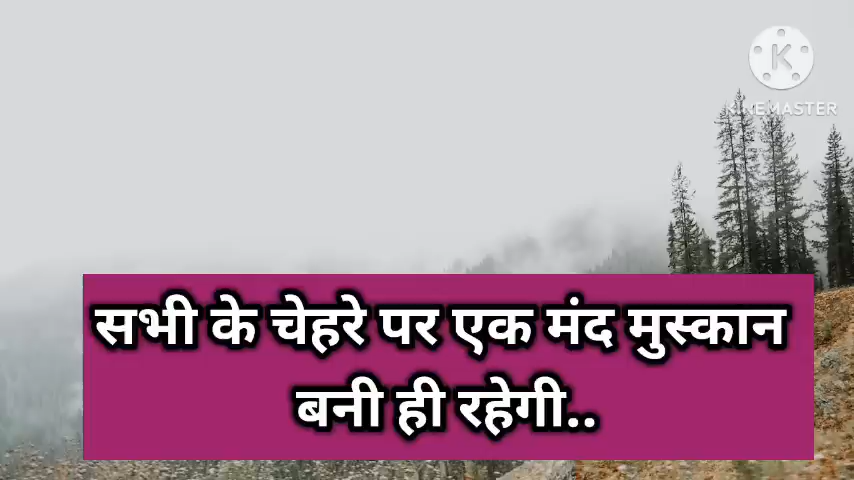 K
KINEMASTER
सभी के चेहरे पर एक मंद मुस्कान
बनी ही रहेगी..